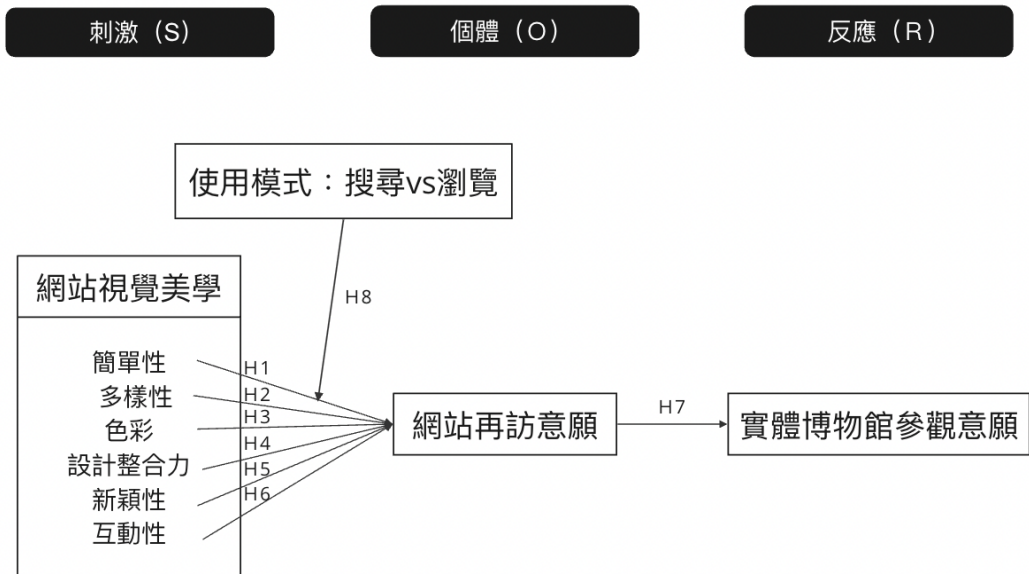 刺激（S）
個體（O）
反應（R）
使用模式：搜尋vs瀏覽
H8
網站視覺美學
簡單性
H1
多樣性
H2
色彩
H3
設計整合力
H4
新穎性
H5
互動性
H6
網站再訪意願
H7
實體博物館參觀意願